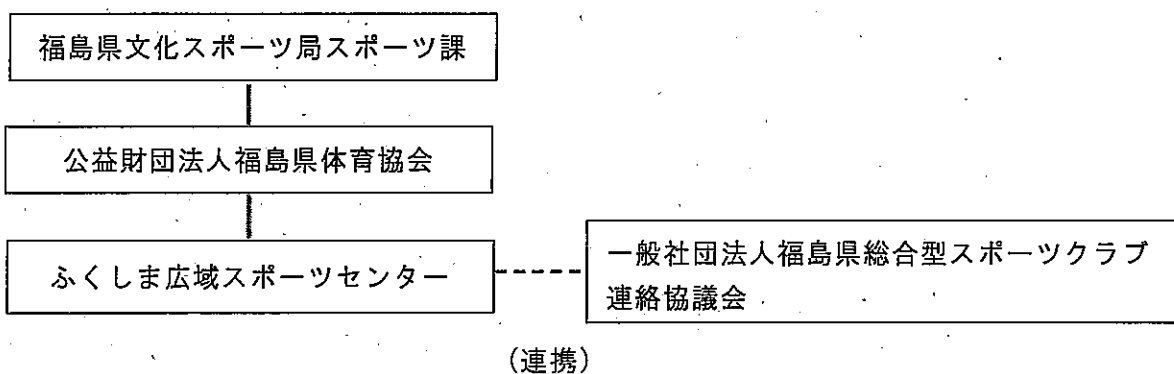 福島県文化スポーツ局スポーツ課
公益財団法人福島県体育協会
ふくしま広域スポーツセンター
一般社団法人福島県総合型スポーツクラブ
連絡協議会
(連携)